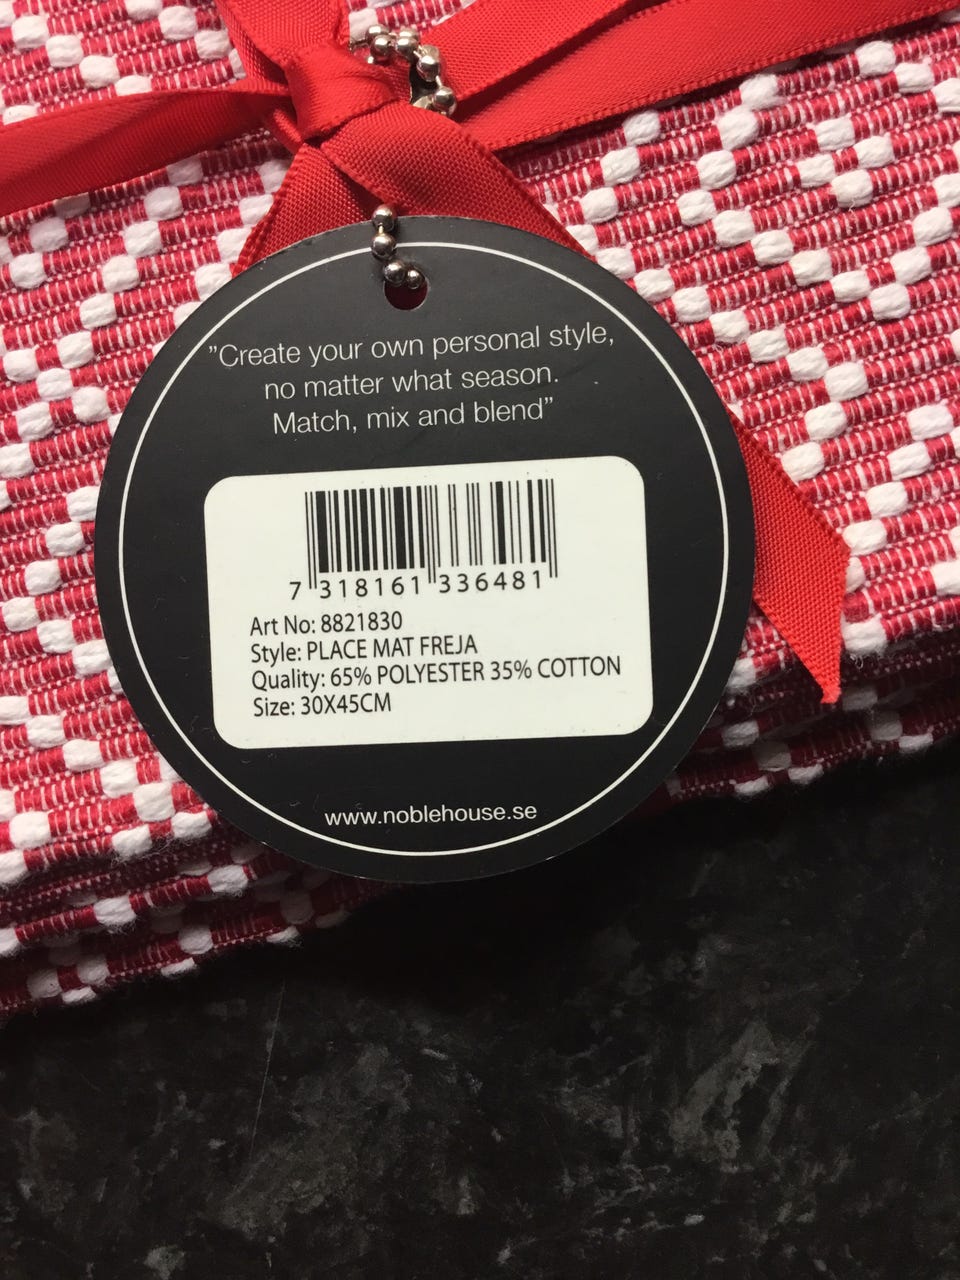 ”Create your own personal style,
no matter what season.
Match, mix and blend”
7 318161 336481
Art No: 8821830
Style: PLACE MAT FREJA
Quality: 65% POLYESTER 35% COTTON
Size: 30X45CM
www.noblehouse.se